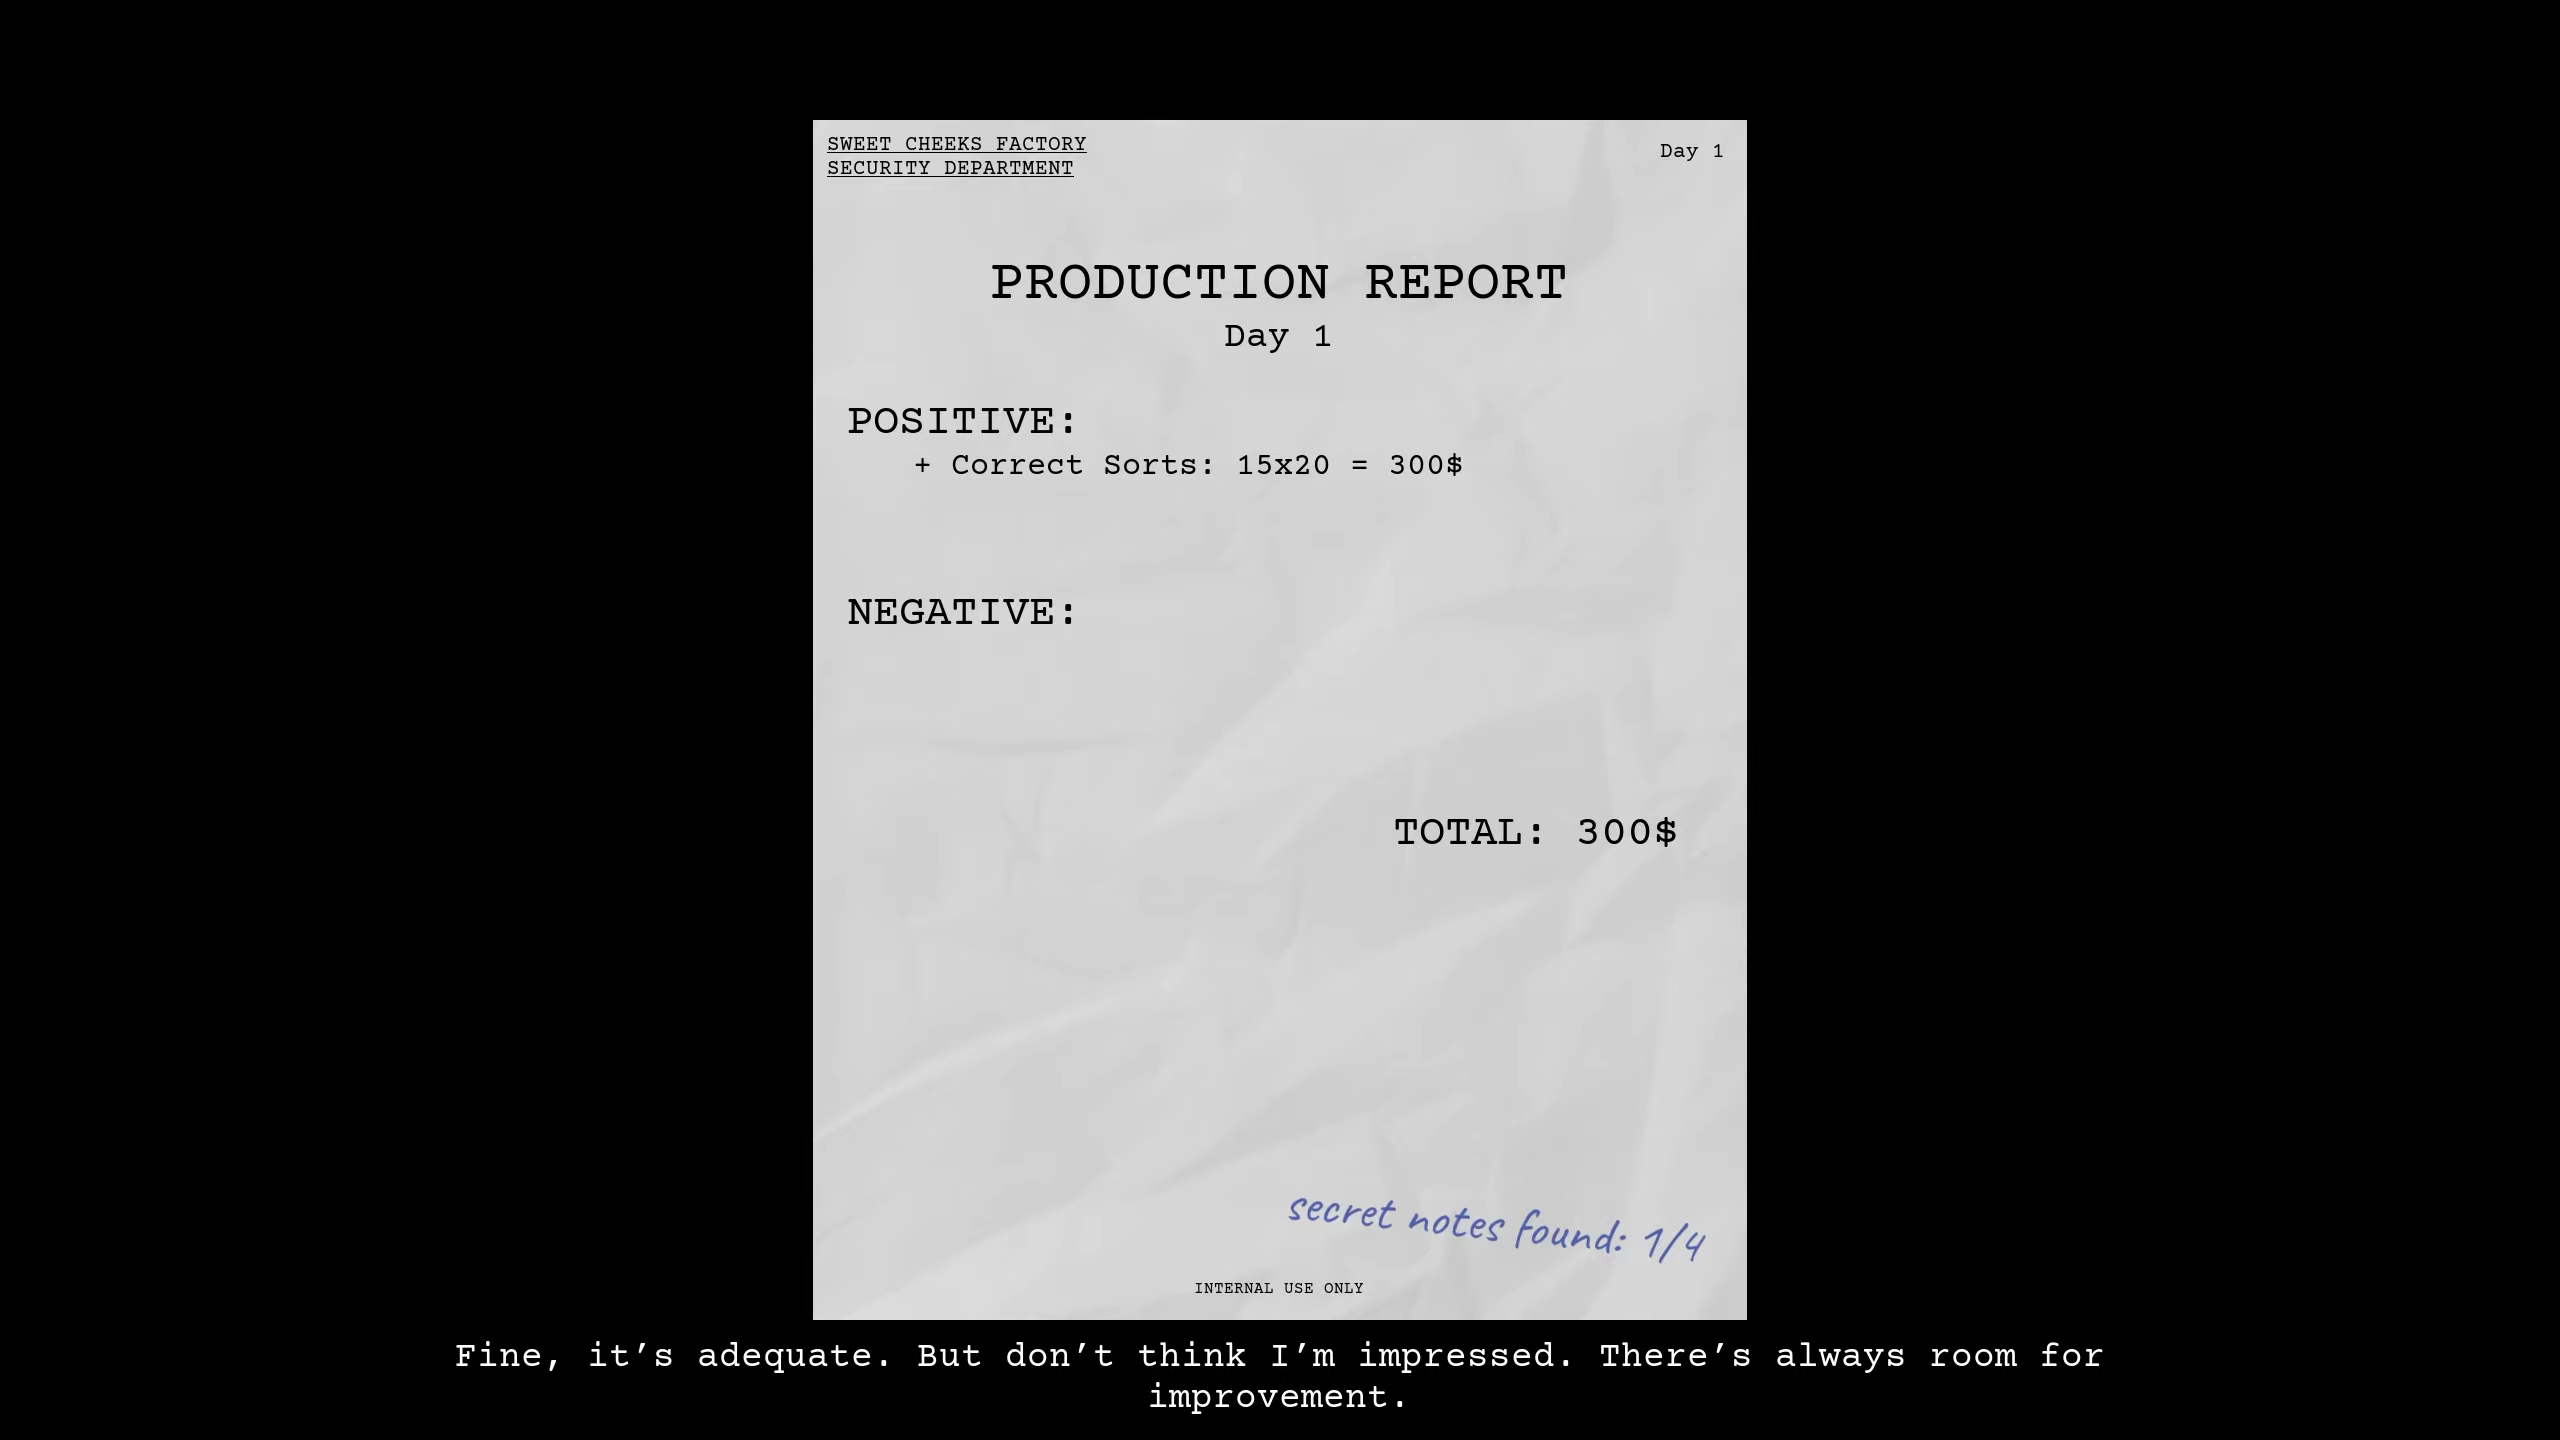 SWEET CHEEKS FACTORY
SECURITY DEPARTMENT
Day 1
PRODUCTION REPORT
Day 1
POSITIVE:
+ Correct Sorts: 15x20 = 300$
NEGATIVE:
TOTAL: 300$
secret notes found: 1/4
INTERNAL USE ONLY
Fine, it’s adequate. But don’t think I’m impressed. There’s always room for
improvement.